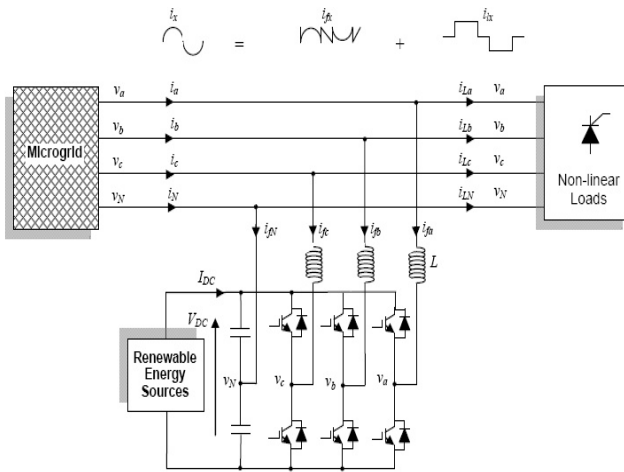 i_x = i_fx + i_lx
v_a i_a i_La v_a
v_b i_b i_Lb v_b
Microgrid
v_c i_c i_Lc v_c
Non-linear
Loads
v_N i_N i_LN v_N
i_fN i_fc i_fb i_fa
L
I_DC
V_DC
Renewable
Energy
Sources
v_N v_c v_b v_a